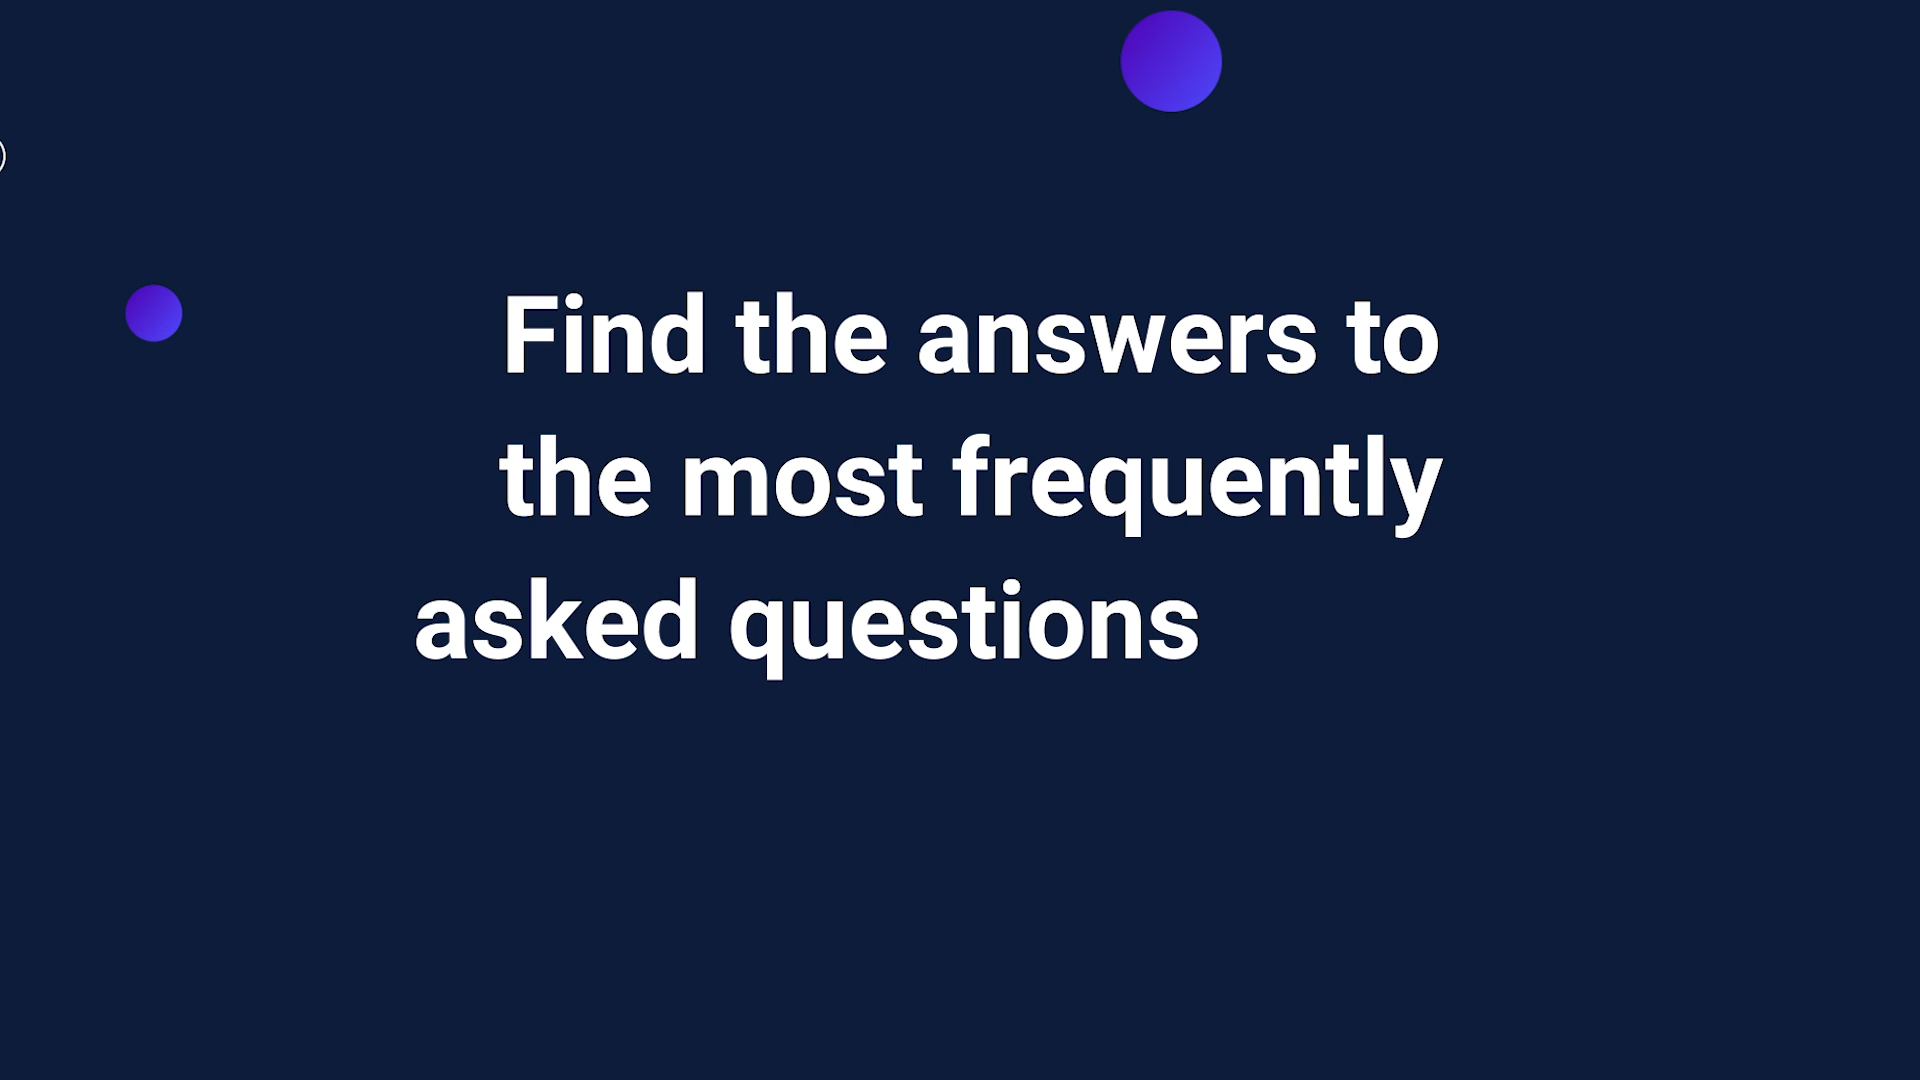 Find the answers to
the most frequently
asked questions